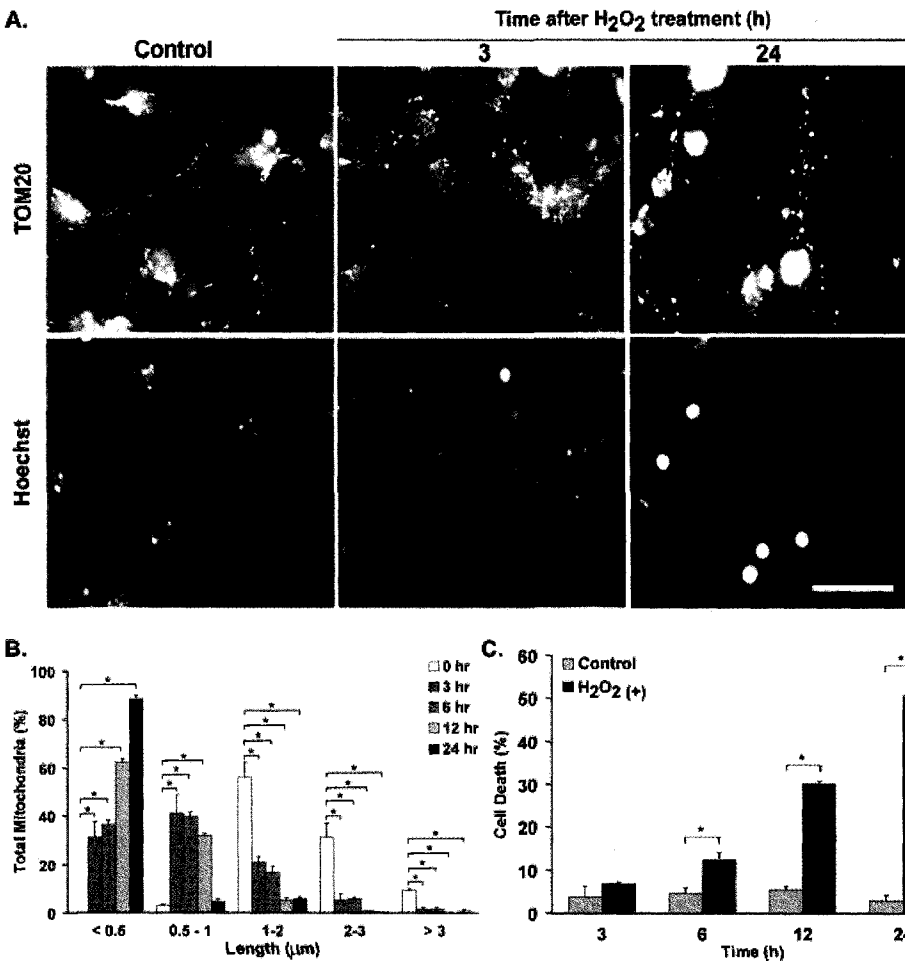 A.
Time after H2O2 treatment (h)
Control
3
24
TOM20
Hoechst
B.
Total Mitochondria (%)
100
80
60
40
20
0
* * * *
* * *
* * * *
* * * *
* * * *
0 hr
3 hr
6 hr
12 hr
24 hr
< 0.5
0.5 - 1
1-2
2-3
> 3
Length (μm)
C.
Cell Death (%)
60
50
40
30
20
10
0
Control
H2O2 (+)
*
*
*
3
6
12
24
Time (h)